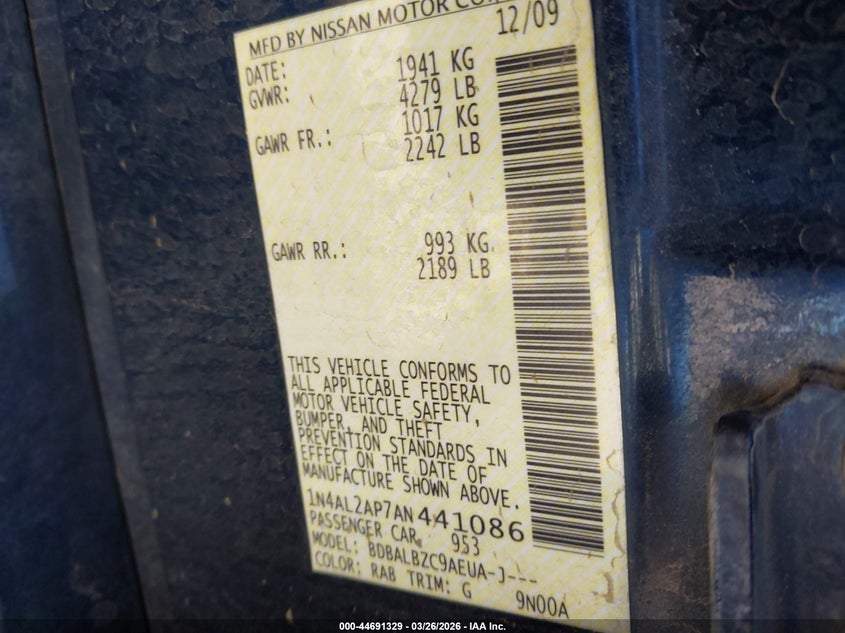 MFD BY NISSAN MOTOR
DATE: 12/09
GVWR: 1941 KG
4279 LB
GAWR FR.: 1017 KG
2242 LB
GAWR RR.: 993 KG
2189 LB
THIS VEHICLE CONFORMS TO
ALL APPLICABLE FEDERAL
MOTOR VEHICLE SAFETY,
BUMPER, AND THEFT
PREVENTION STANDARDS IN
EFFECT ON THE DATE OF
MANUFACTURE SHOWN ABOVE.
1N4AL2AP7AN441086
PASSENGER CAR 953
MODEL: BDBALBZC9AEUA-J---
COLOR: RAB TRIM: G 9N00A
000-44691329 - 03/26/2026 - IAA Inc.